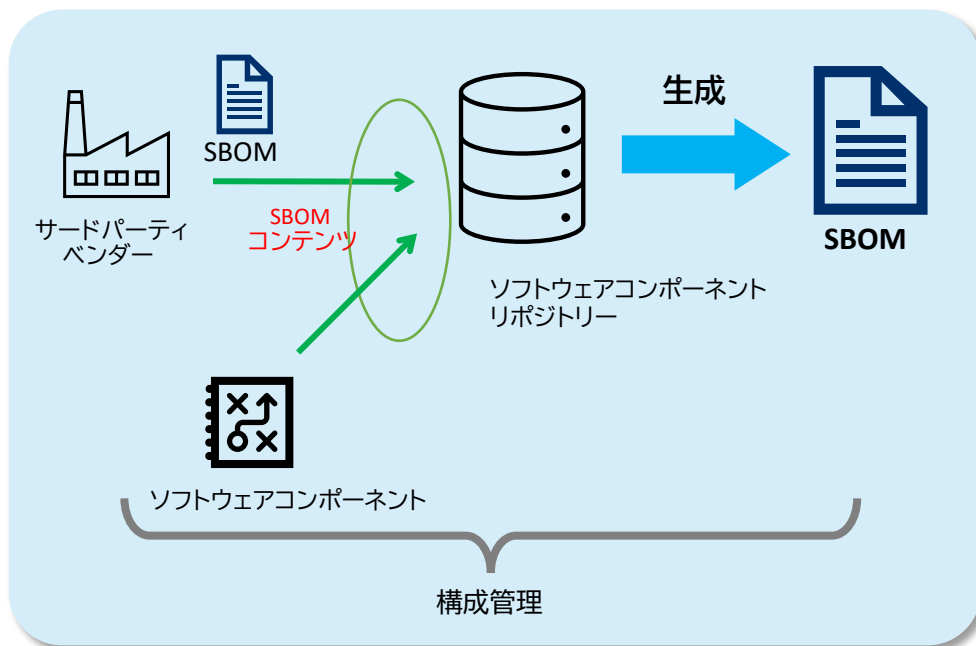 SBOM
サードパーティ
ベンダー
SBOM
コンテンツ
生成
SBOM
ソフトウェアコンポーネント
リポジトリー
ソフトウェアコンポーネント
構成管理